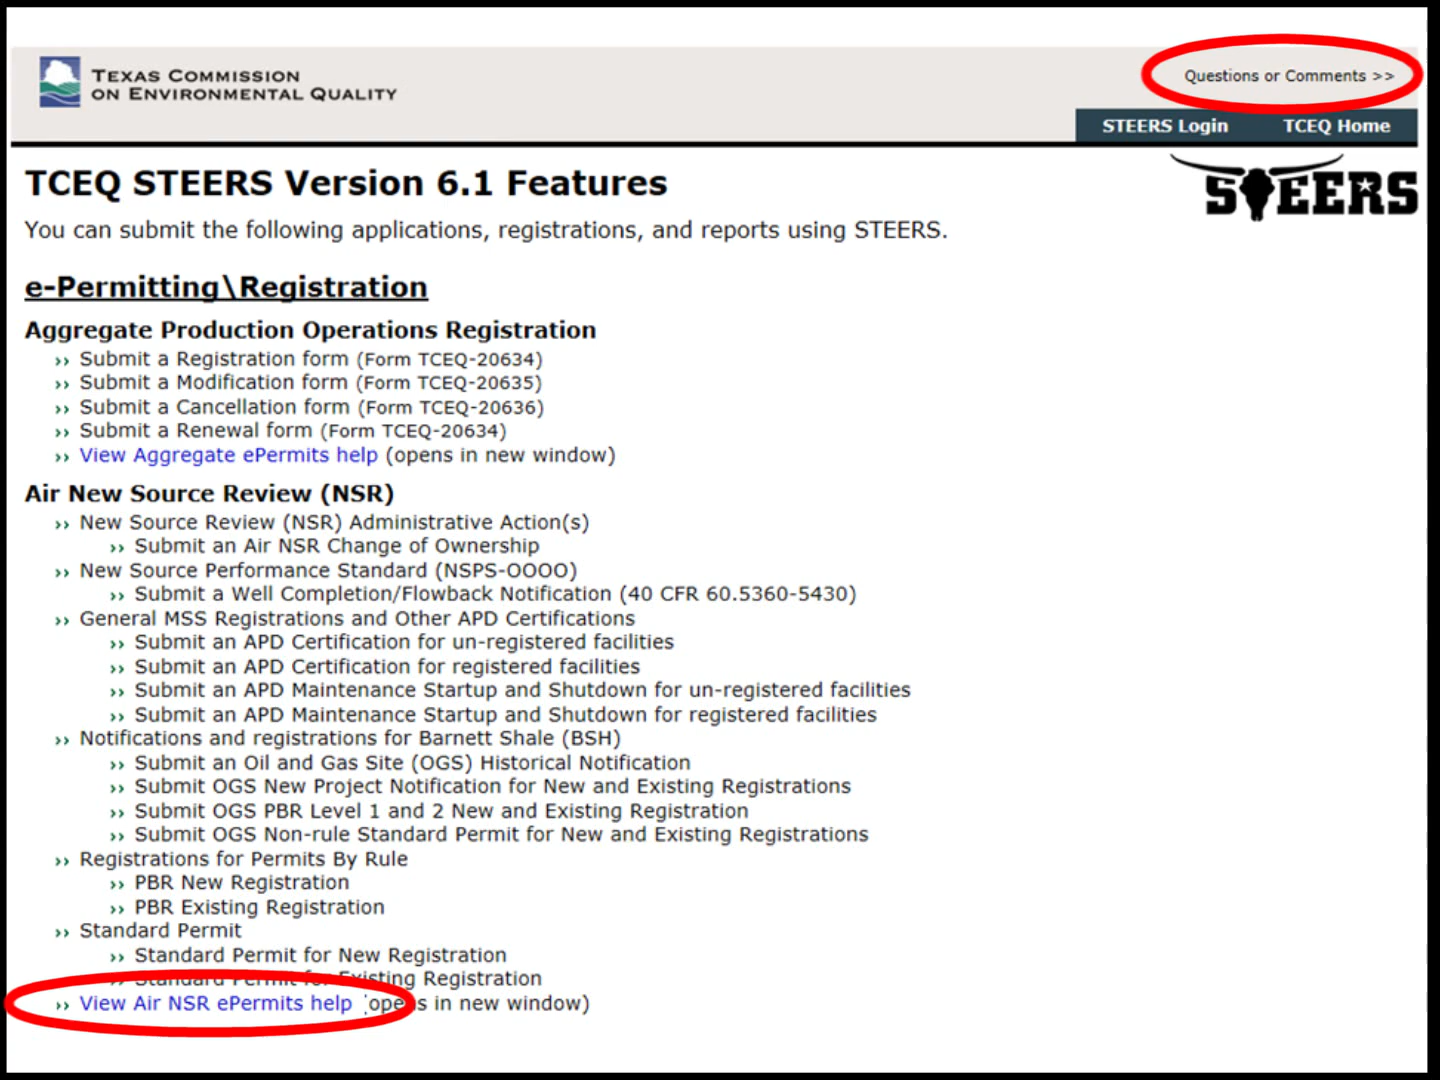 TEXAS COMMISSION
ON ENVIRONMENTAL QUALITY
Questions or Comments >>
STEERS Login TCEQ Home
STEERS
TCEQ STEERS Version 6.1 Features
You can submit the following applications, registrations, and reports using STEERS.
e-Permitting\Registration
Aggregate Production Operations Registration
›› Submit a Registration form (Form TCEQ-20634)
›› Submit a Modification form (Form TCEQ-20635)
›› Submit a Cancellation form (Form TCEQ-20636)
›› Submit a Renewal form (Form TCEQ-20634)
›› View Aggregate ePermits help (opens in new window)
Air New Source Review (NSR)
›› New Source Review (NSR) Administrative Action(s)
›› Submit an Air NSR Change of Ownership
›› New Source Performance Standard (NSPS-OOOO)
›› Submit a Well Completion/Flowback Notification (40 CFR 60.5360-5430)
›› General MSS Registrations and Other APD Certifications
›› Submit an APD Certification for un-registered facilities
›› Submit an APD Certification for registered facilities
›› Submit an APD Maintenance Startup and Shutdown for un-registered facilities
›› Submit an APD Maintenance Startup and Shutdown for registered facilities
›› Notifications and registrations for Barnett Shale (BSH)
›› Submit an Oil and Gas Site (OGS) Historical Notification
›› Submit OGS New Project Notification for New and Existing Registrations
›› Submit OGS PBR Level 1 and 2 New and Existing Registration
›› Submit OGS Non-rule Standard Permit for New and Existing Registrations
›› Registrations for Permits By Rule
›› PBR New Registration
›› PBR Existing Registration
›› Standard Permit
›› Standard Permit for New Registration
›› Standard Permit for Existing Registration
›› View Air NSR ePermits help (opens in new window)